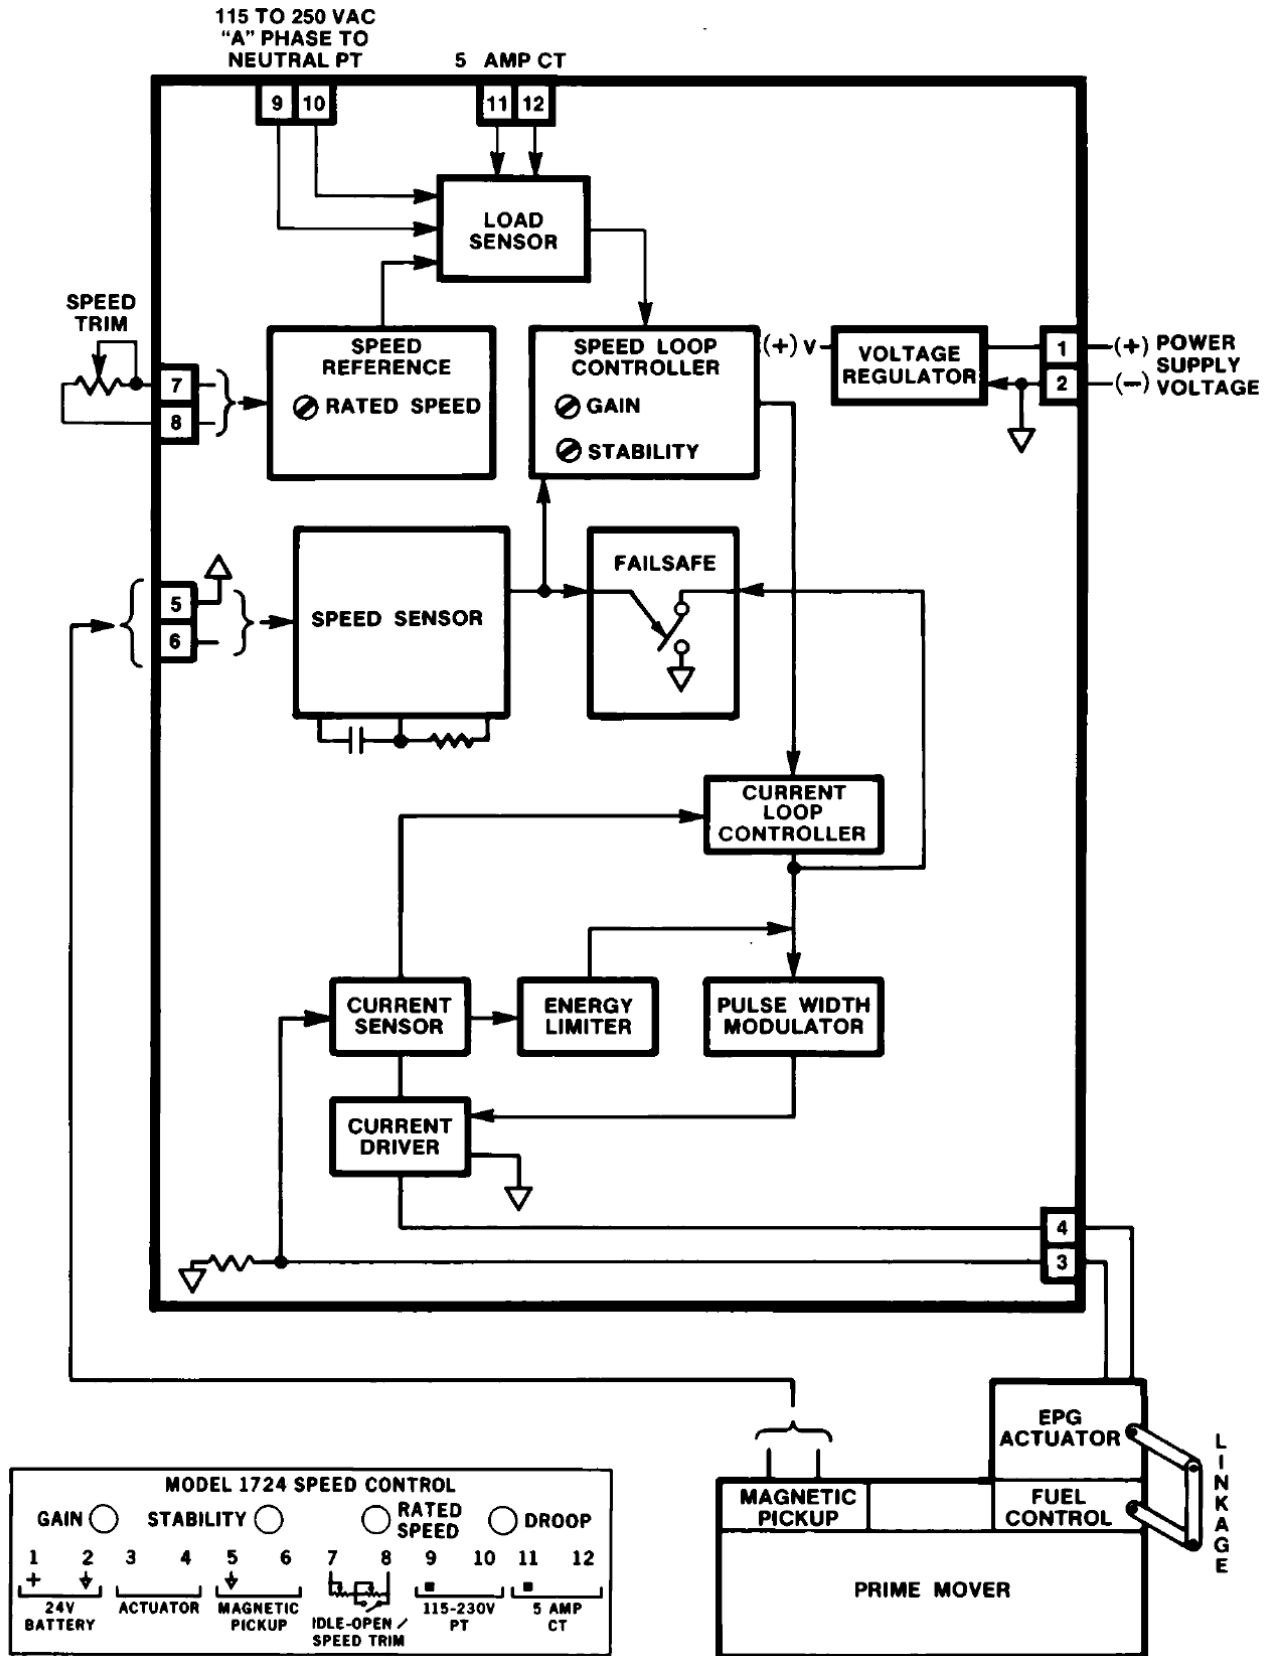 115 TO 250 VAC
“A” PHASE TO
NEUTRAL PT
5 AMP CT
9 10
11 12
LOAD
SENSOR
SPEED
TRIM
7
8
SPEED
REFERENCE
RATED SPEED
SPEED LOOP
CONTROLLER
GAIN
STABILITY
(+) V
VOLTAGE
REGULATOR
1
2
(+) POWER
SUPPLY
(−) VOLTAGE
5
6
SPEED SENSOR
FAILSAFE
CURRENT
LOOP
CONTROLLER
CURRENT
SENSOR
ENERGY
LIMITER
PULSE WIDTH
MODULATOR
CURRENT
DRIVER
4
3
EPG
ACTUATOR
LINKAGE
MAGNETIC
PICKUP
FUEL
CONTROL
PRIME MOVER
MODEL 1724 SPEED CONTROL
GAIN STABILITY RATED SPEED DROOP
1 2 3 4 5 6 7 8 9 10 11 12
+
24V
BATTERY
ACTUATOR
MAGNETIC
PICKUP
IDLE-OPEN /
SPEED TRIM
115-230V
PT
5 AMP
CT